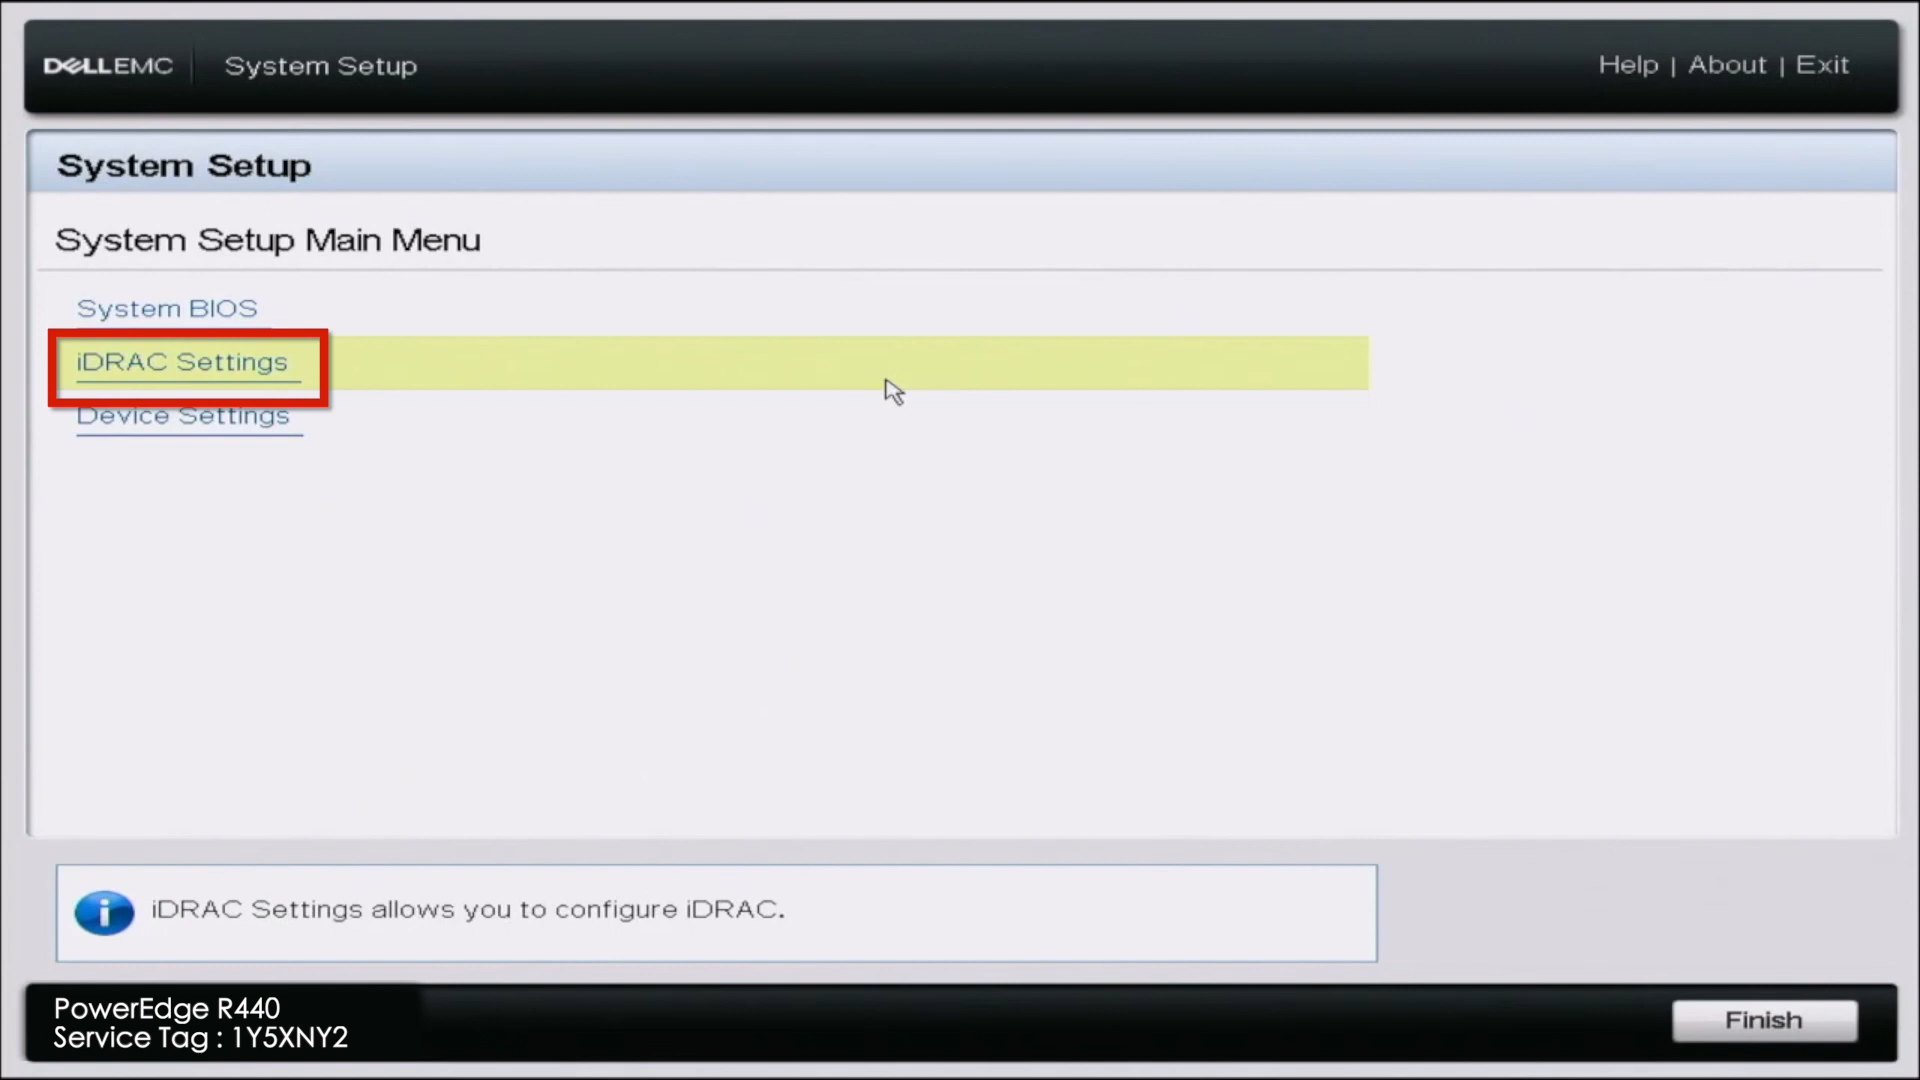 DELLEMC System Setup Help | About | Exit
System Setup
System Setup Main Menu
System BIOS
iDRAC Settings
Device Settings
iDRAC Settings allows you to configure iDRAC.
PowerEdge R440
Service Tag : 1Y5XNY2
Finish